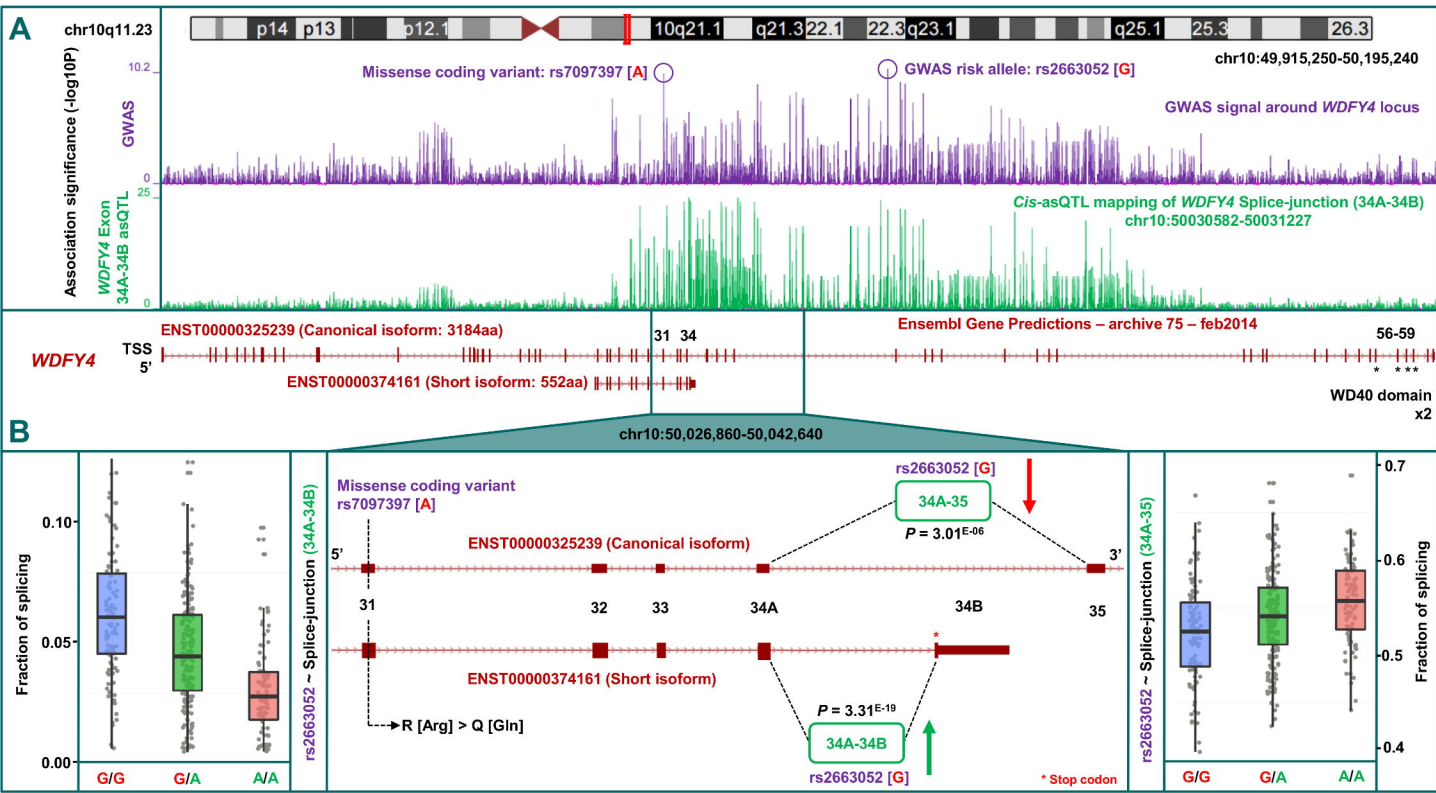 A
chr10q11.23
p14 p13 p12.1 10q21.1 q21.3 22.1 22.3 q23.1 q25.1 25.3 26.3
chr10:49,915,250-50,195,240
Association significance (-log10P)
GWAS
10.2
0
Missense coding variant: rs7097397 [A]
GWAS risk allele: rs2663052 [G]
GWAS signal around WDFY4 locus
WDFY4 Exon
34A-34B asQTL
25
0
Cis-asQTL mapping of WDFY4 Splice-junction (34A-34B)
chr10:50030582-50031227
WDFY4
TSS
5’
ENST00000325239 (Canonical isoform: 3184aa)
ENST00000374161 (Short isoform: 552aa)
31 34
Ensembl Gene Predictions – archive 75 – feb2014
56-59
* * * *
WD40 domain
x2
B
chr10:50,026,860-50,042,640
Fraction of splicing
0.10
0.05
0.00
G/G G/A A/A
rs2663052 ~ Splice-junction (34A-34B)
Missense coding variant
rs7097397 [A]
rs2663052 [G]
34A-35
P = 3.01E-06
5’
ENST00000325239 (Canonical isoform)
3’
31 32 33 34A 34B 35
*
ENST00000374161 (Short isoform)
R [Arg] > Q [Gln]
P = 3.31E-19
34A-34B
rs2663052 [G]
* Stop codon
rs2663052 ~ Splice-junction (34A-35)
0.7
0.6
0.5
0.4
Fraction of splicing
G/G G/A A/A